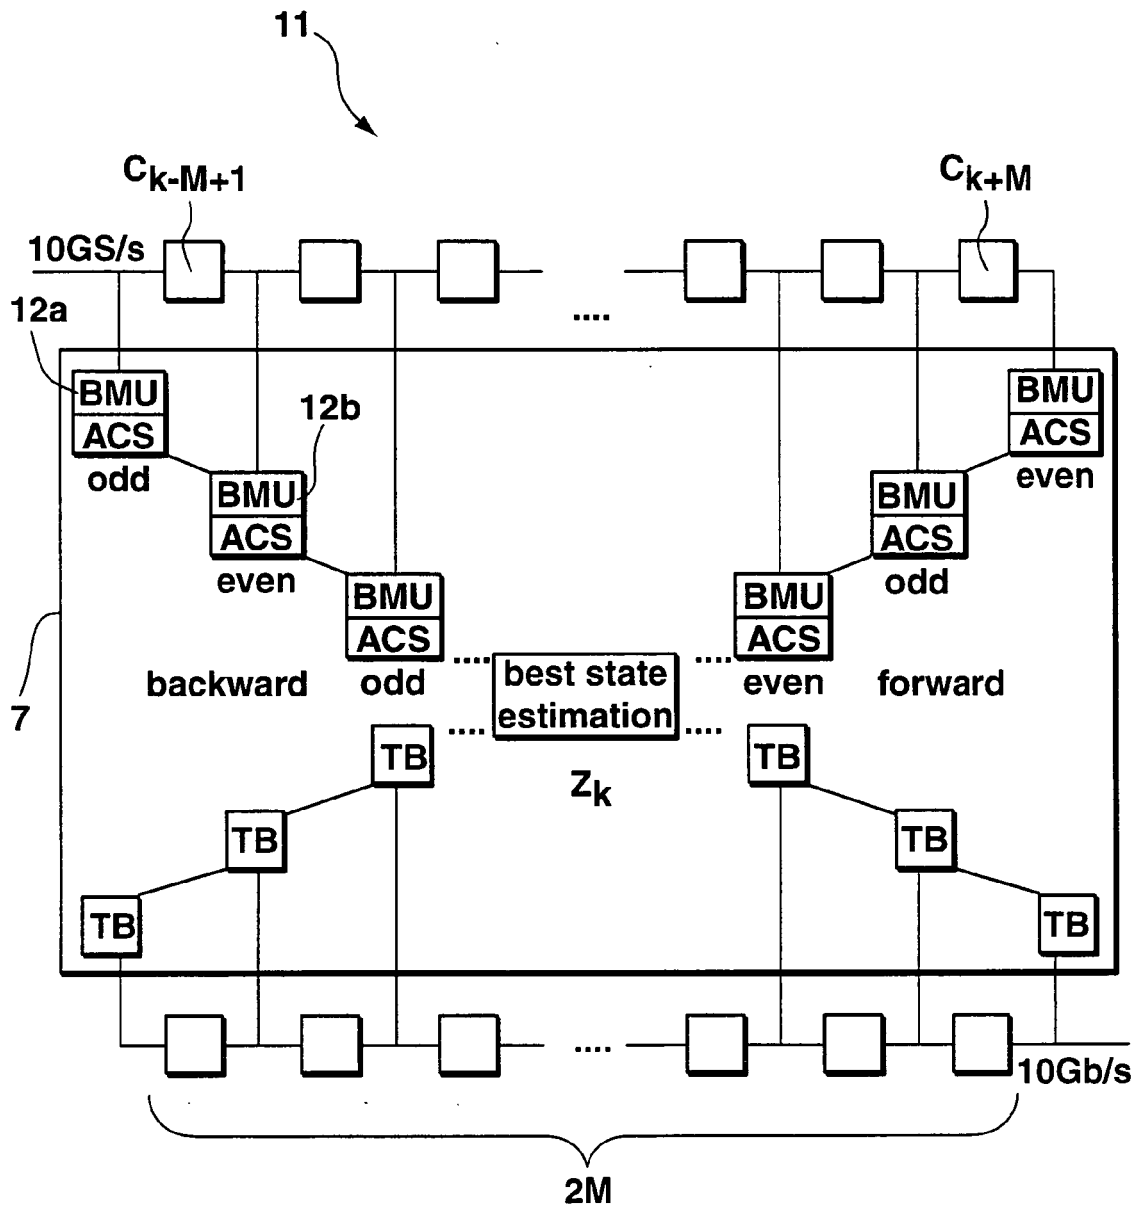 11
Ck-M+1
Ck+M
10GS/s
....
12a
BMU
ACS
odd
12b
BMU
ACS
even
BMU
ACS
odd
BMU
ACS
even
BMU
ACS
odd
BMU
ACS
even
7
backward
forward
....
best state
estimation
....
....
....
Zk
TB
TB
TB
TB
TB
TB
....
10Gb/s
2M